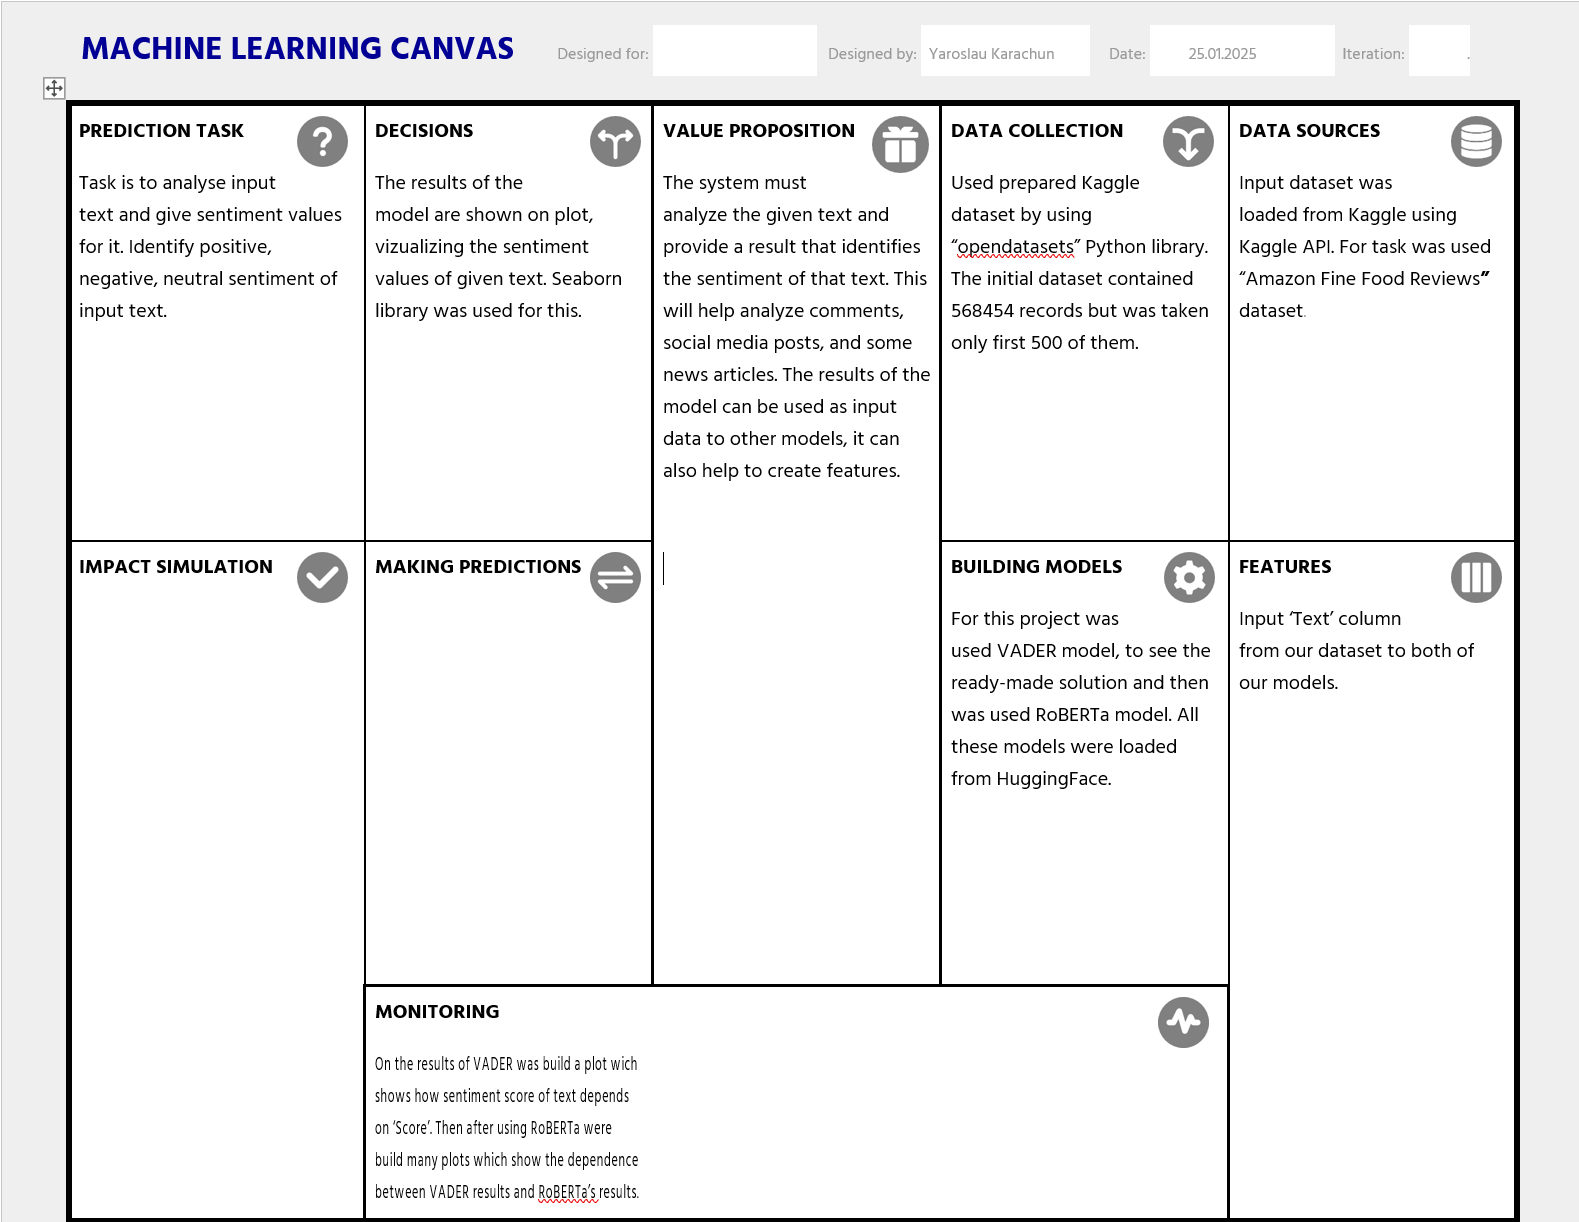 MACHINE LEARNING CANVAS
Designed for:
Designed by: Yaroslau Karachun
Date: 25.01.2025
Iteration: .
PREDICTION TASK
Task is to analyse input
text and give sentiment values
for it. Identify positive,
negative, neutral sentiment of
input text.
DECISIONS
The results of the
model are shown on plot,
vizualizing the sentiment
values of given text. Seaborn
library was used for this.
VALUE PROPOSITION
The system must
analyze the given text and
provide a result that identifies
the sentiment of that text. This
will help analyze comments,
social media posts, and some
news articles. The results of the
model can be used as input
data to other models, it can
also help to create features.
DATA COLLECTION
Used prepared Kaggle
dataset by using
“opendatasets” Python library.
The initial dataset contained
568454 records but was taken
only first 500 of them.
DATA SOURCES
Input dataset was
loaded from Kaggle using
Kaggle API. For task was used
“Amazon Fine Food Reviews”
dataset.
IMPACT SIMULATION
MAKING PREDICTIONS
BUILDING MODELS
For this project was
used VADER model, to see the
ready-made solution and then
was used RoBERTa model. All
these models were loaded
from HuggingFace.
FEATURES
Input ‘Text’ column
from our dataset to both of
our models.
MONITORING
On the results of VADER was build a plot wich
shows how sentiment score of text depends
on ‘Score’. Then after using RoBERTa were
build many plots which show the dependence
between VADER results and RoBERTa’s results.